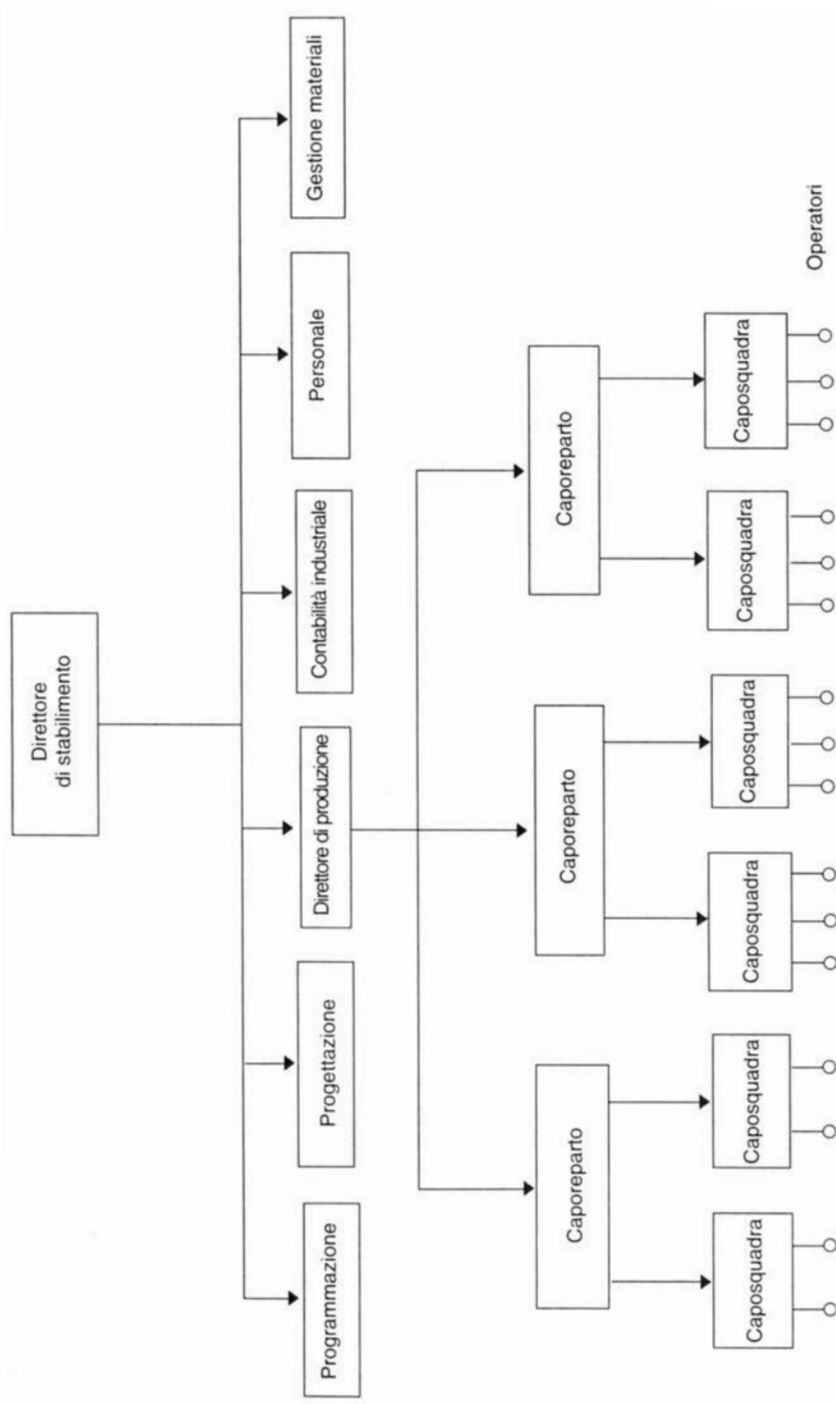 Direttore
di stabilimento
Programmazione
Progettazione
Direttore di produzione
Contabilità industriale
Personale
Gestione materiali
Caporeparto
Caporeparto
Caporeparto
Caposquadra
Caposquadra
Caposquadra
Caposquadra
Caposquadra
Caposquadra
Operatori